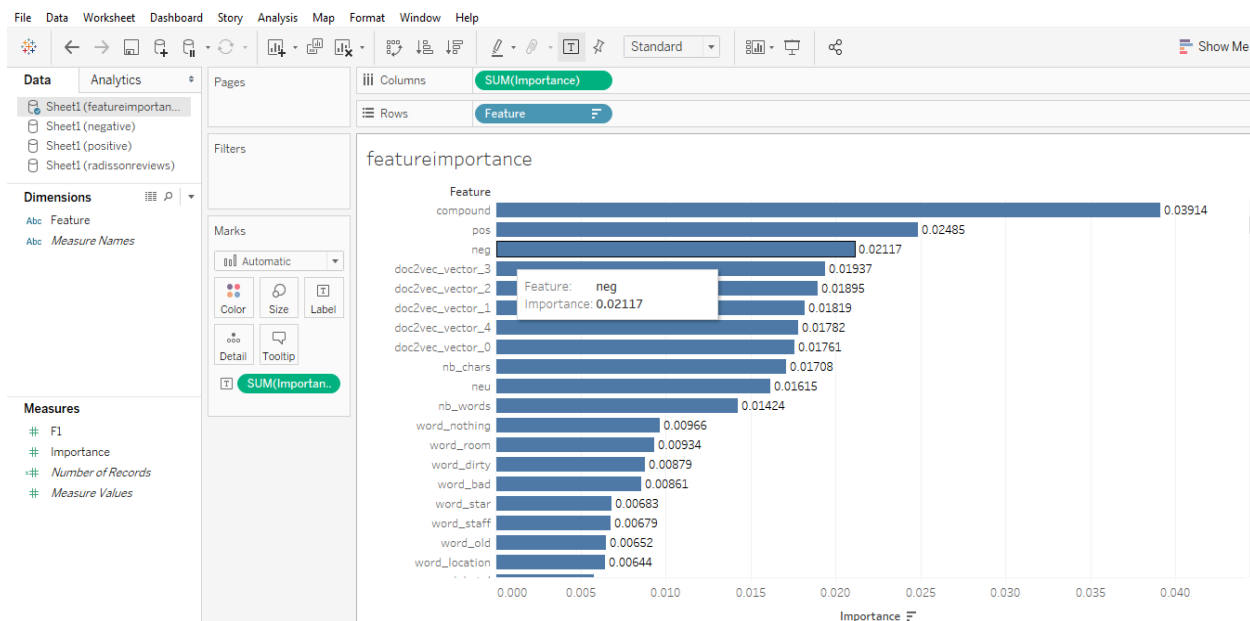 File Data Worksheet Dashboard Story Analysis Map Format Window Help
Standard
Show Me
Data Analytics
Sheet1 (featureimportan...
Sheet1 (negative)
Sheet1 (positive)
Sheet1 (radissonreviews)
Dimensions
Abc Feature
Abc Measure Names
Measures
# F1
# Importance
=# Number of Records
# Measure Values
Pages
Filters
Marks
Automatic
Color Size Label
Detail Tooltip
SUM(Importan..
Columns SUM(Importance)
Rows Feature
featureimportance
Feature
compound 0.03914
pos 0.02485
neg 0.02117
doc2vec_vector_3 0.01937
doc2vec_vector_2 0.01895
doc2vec_vector_1 0.01819
doc2vec_vector_4 0.01782
doc2vec_vector_0 0.01761
nb_chars 0.01708
neu 0.01615
nb_words 0.01424
word_nothing 0.00966
word_room 0.00934
word_dirty 0.00879
word_bad 0.00861
word_star 0.00683
word_staff 0.00679
word_old 0.00652
word_location 0.00644
Feature: neg
Importance: 0.02117
0.000 0.005 0.010 0.015 0.020 0.025 0.030 0.035 0.040
Importance